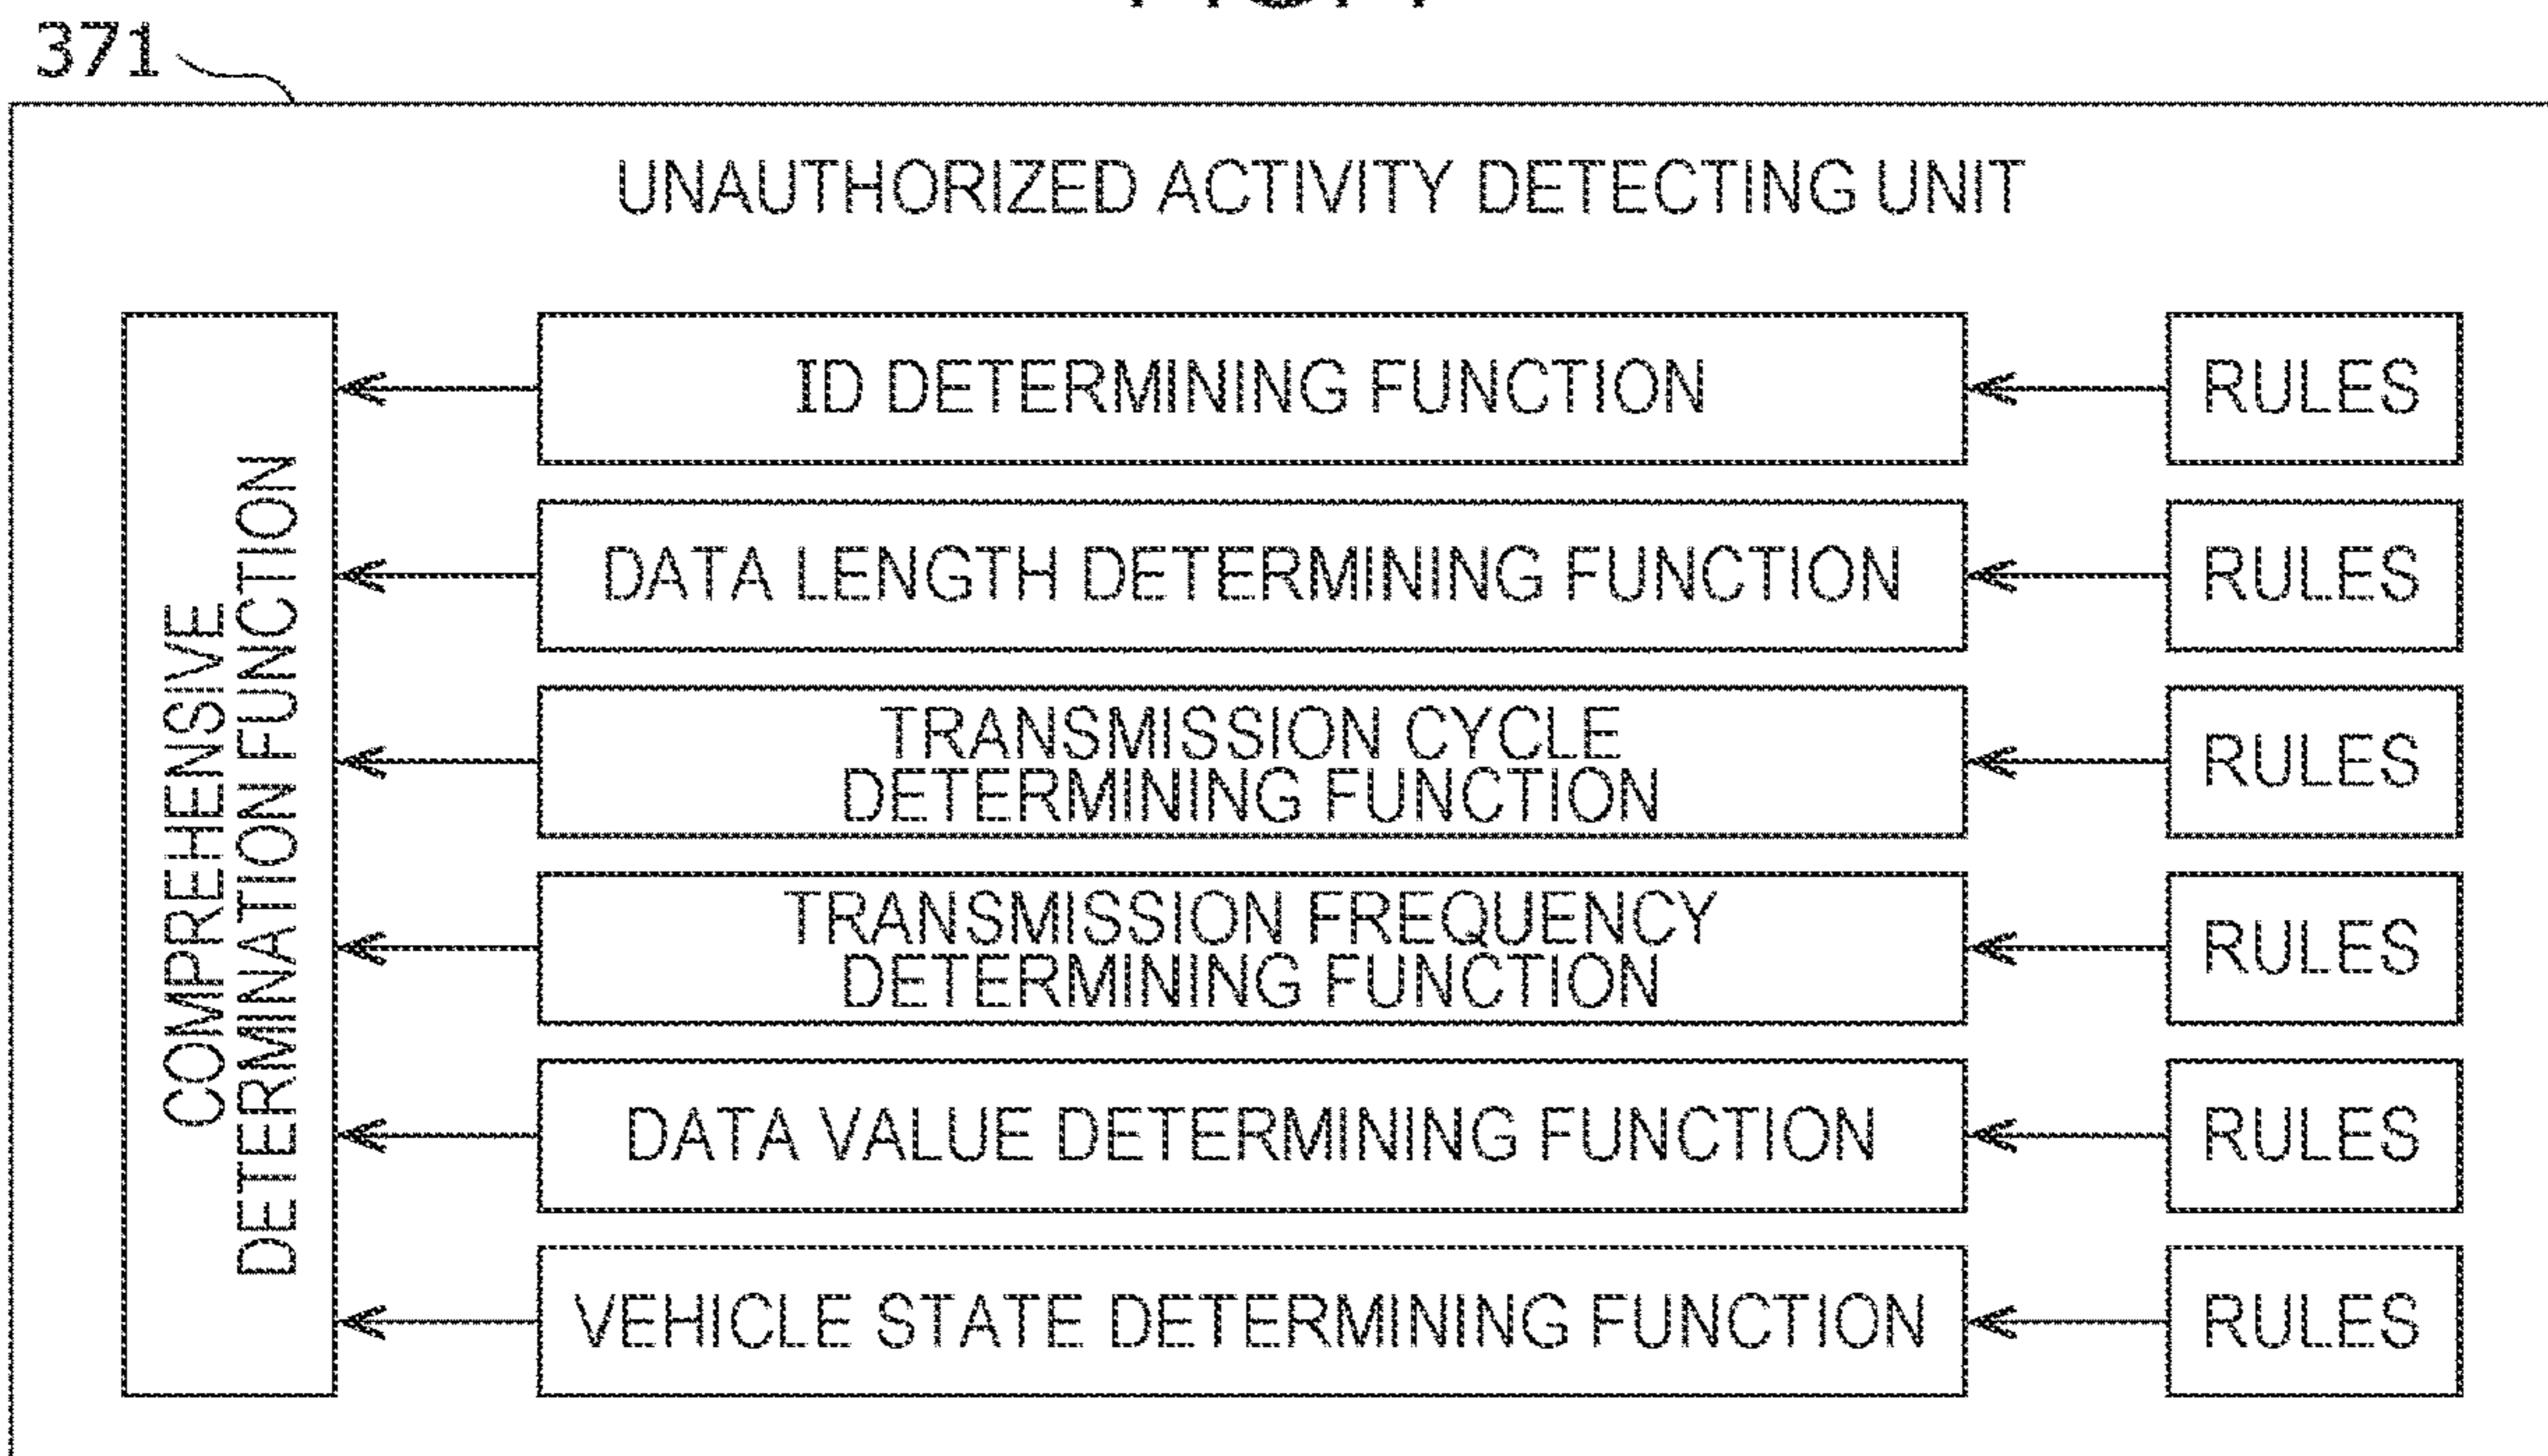 371
UNAUTHORIZED ACTIVITY DETECTING UNIT
COMPREHENSIVE
DETERMINATION FUNCTION
ID DETERMINING FUNCTION
RULES
DATA LENGTH DETERMINING FUNCTION
RULES
TRANSMISSION CYCLE
DETERMINING FUNCTION
RULES
TRANSMISSION FREQUENCY
DETERMINING FUNCTION
RULES
DATA VALUE DETERMINING FUNCTION
RULES
VEHICLE STATE DETERMINING FUNCTION
RULES